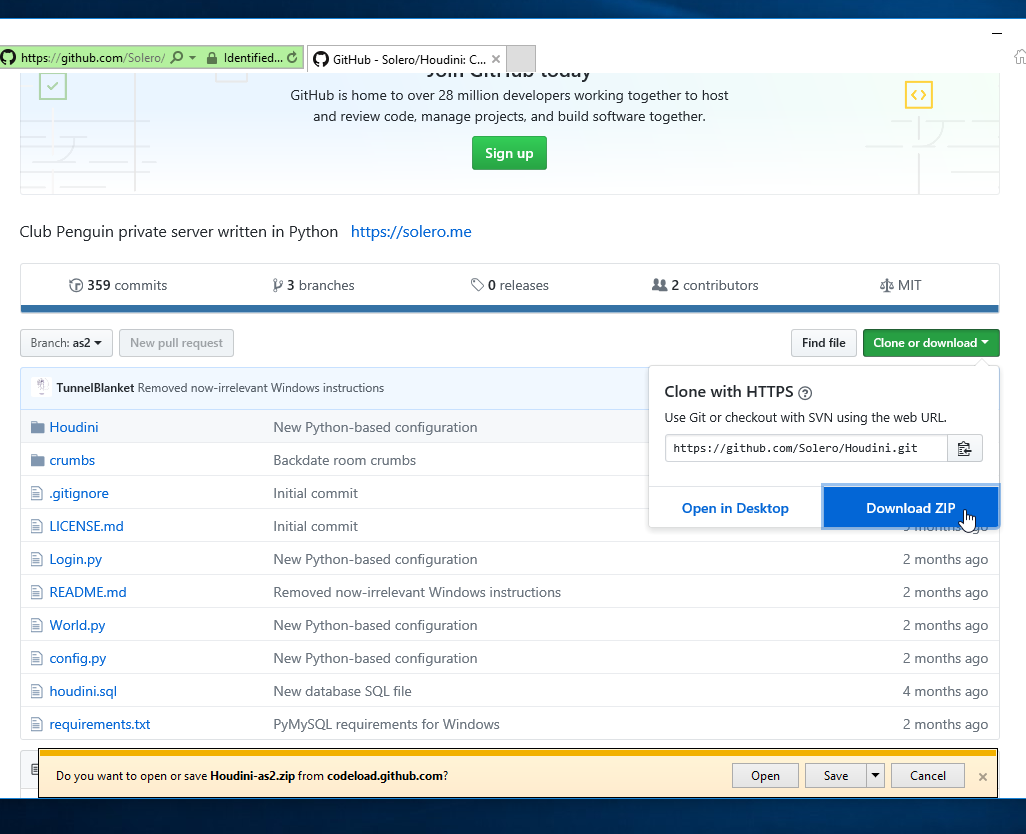 https://github.com/Solero/ Identified... GitHub - Solero/Houdini: C...
Join GitHub today
GitHub is home to over 28 million developers working together to host
and review code, manage projects, and build software together.
Sign up
Club Penguin private server written in Python https://solero.me
359 commits 3 branches 0 releases 2 contributors MIT
Branch: as2 New pull request Find file Clone or download
TunnelBlanket Removed now-irrelevant Windows instructions
Clone with HTTPS
Use Git or checkout with SVN using the web URL.
https://github.com/Solero/Houdini.git
Open in Desktop Download ZIP
Houdini New Python-based configuration
crumbs Backdate room crumbs
.gitignore Initial commit
LICENSE.md Initial commit months ago
Login.py New Python-based configuration 2 months ago
README.md Removed now-irrelevant Windows instructions 2 months ago
World.py New Python-based configuration 2 months ago
config.py New Python-based configuration 2 months ago
houdini.sql New database SQL file 4 months ago
requirements.txt PyMySQL requirements for Windows 2 months ago
Do you want to open or save Houdini-as2.zip from codeload.github.com? Open Save Cancel